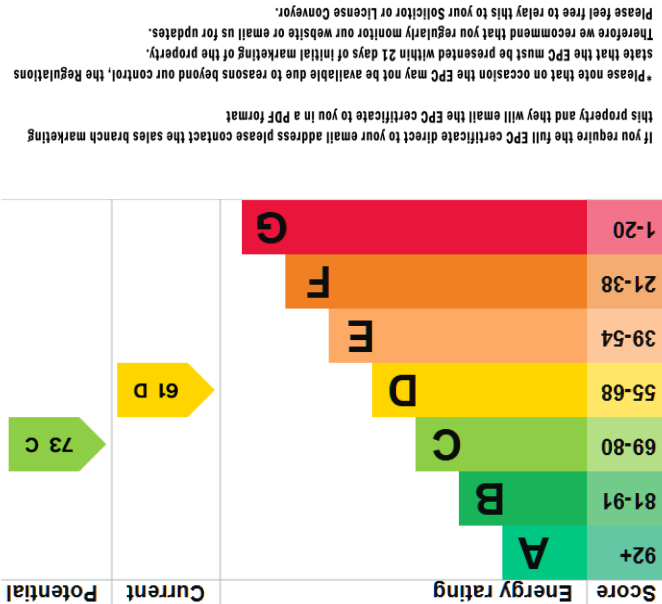 Score Energy rating Current Potential
92+ A
81-91 B
69-80 C 73 C
55-68 D 61 D
39-54 E
21-38 F
1-20 G
If you require the full EPC certificate direct to your email address please contact the sales branch marketing
this property and they will email the EPC certificate to you in a PDF format
*Please note that on occasion the EPC may not be available due to reasons beyond our control, the Regulations
state that the EPC must be presented within 21 days of initial marketing of the property.
Therefore we recommend that you regularly monitor our website or email us for updates.
Please feel free to relay this to your Solicitor or License Conveyor.